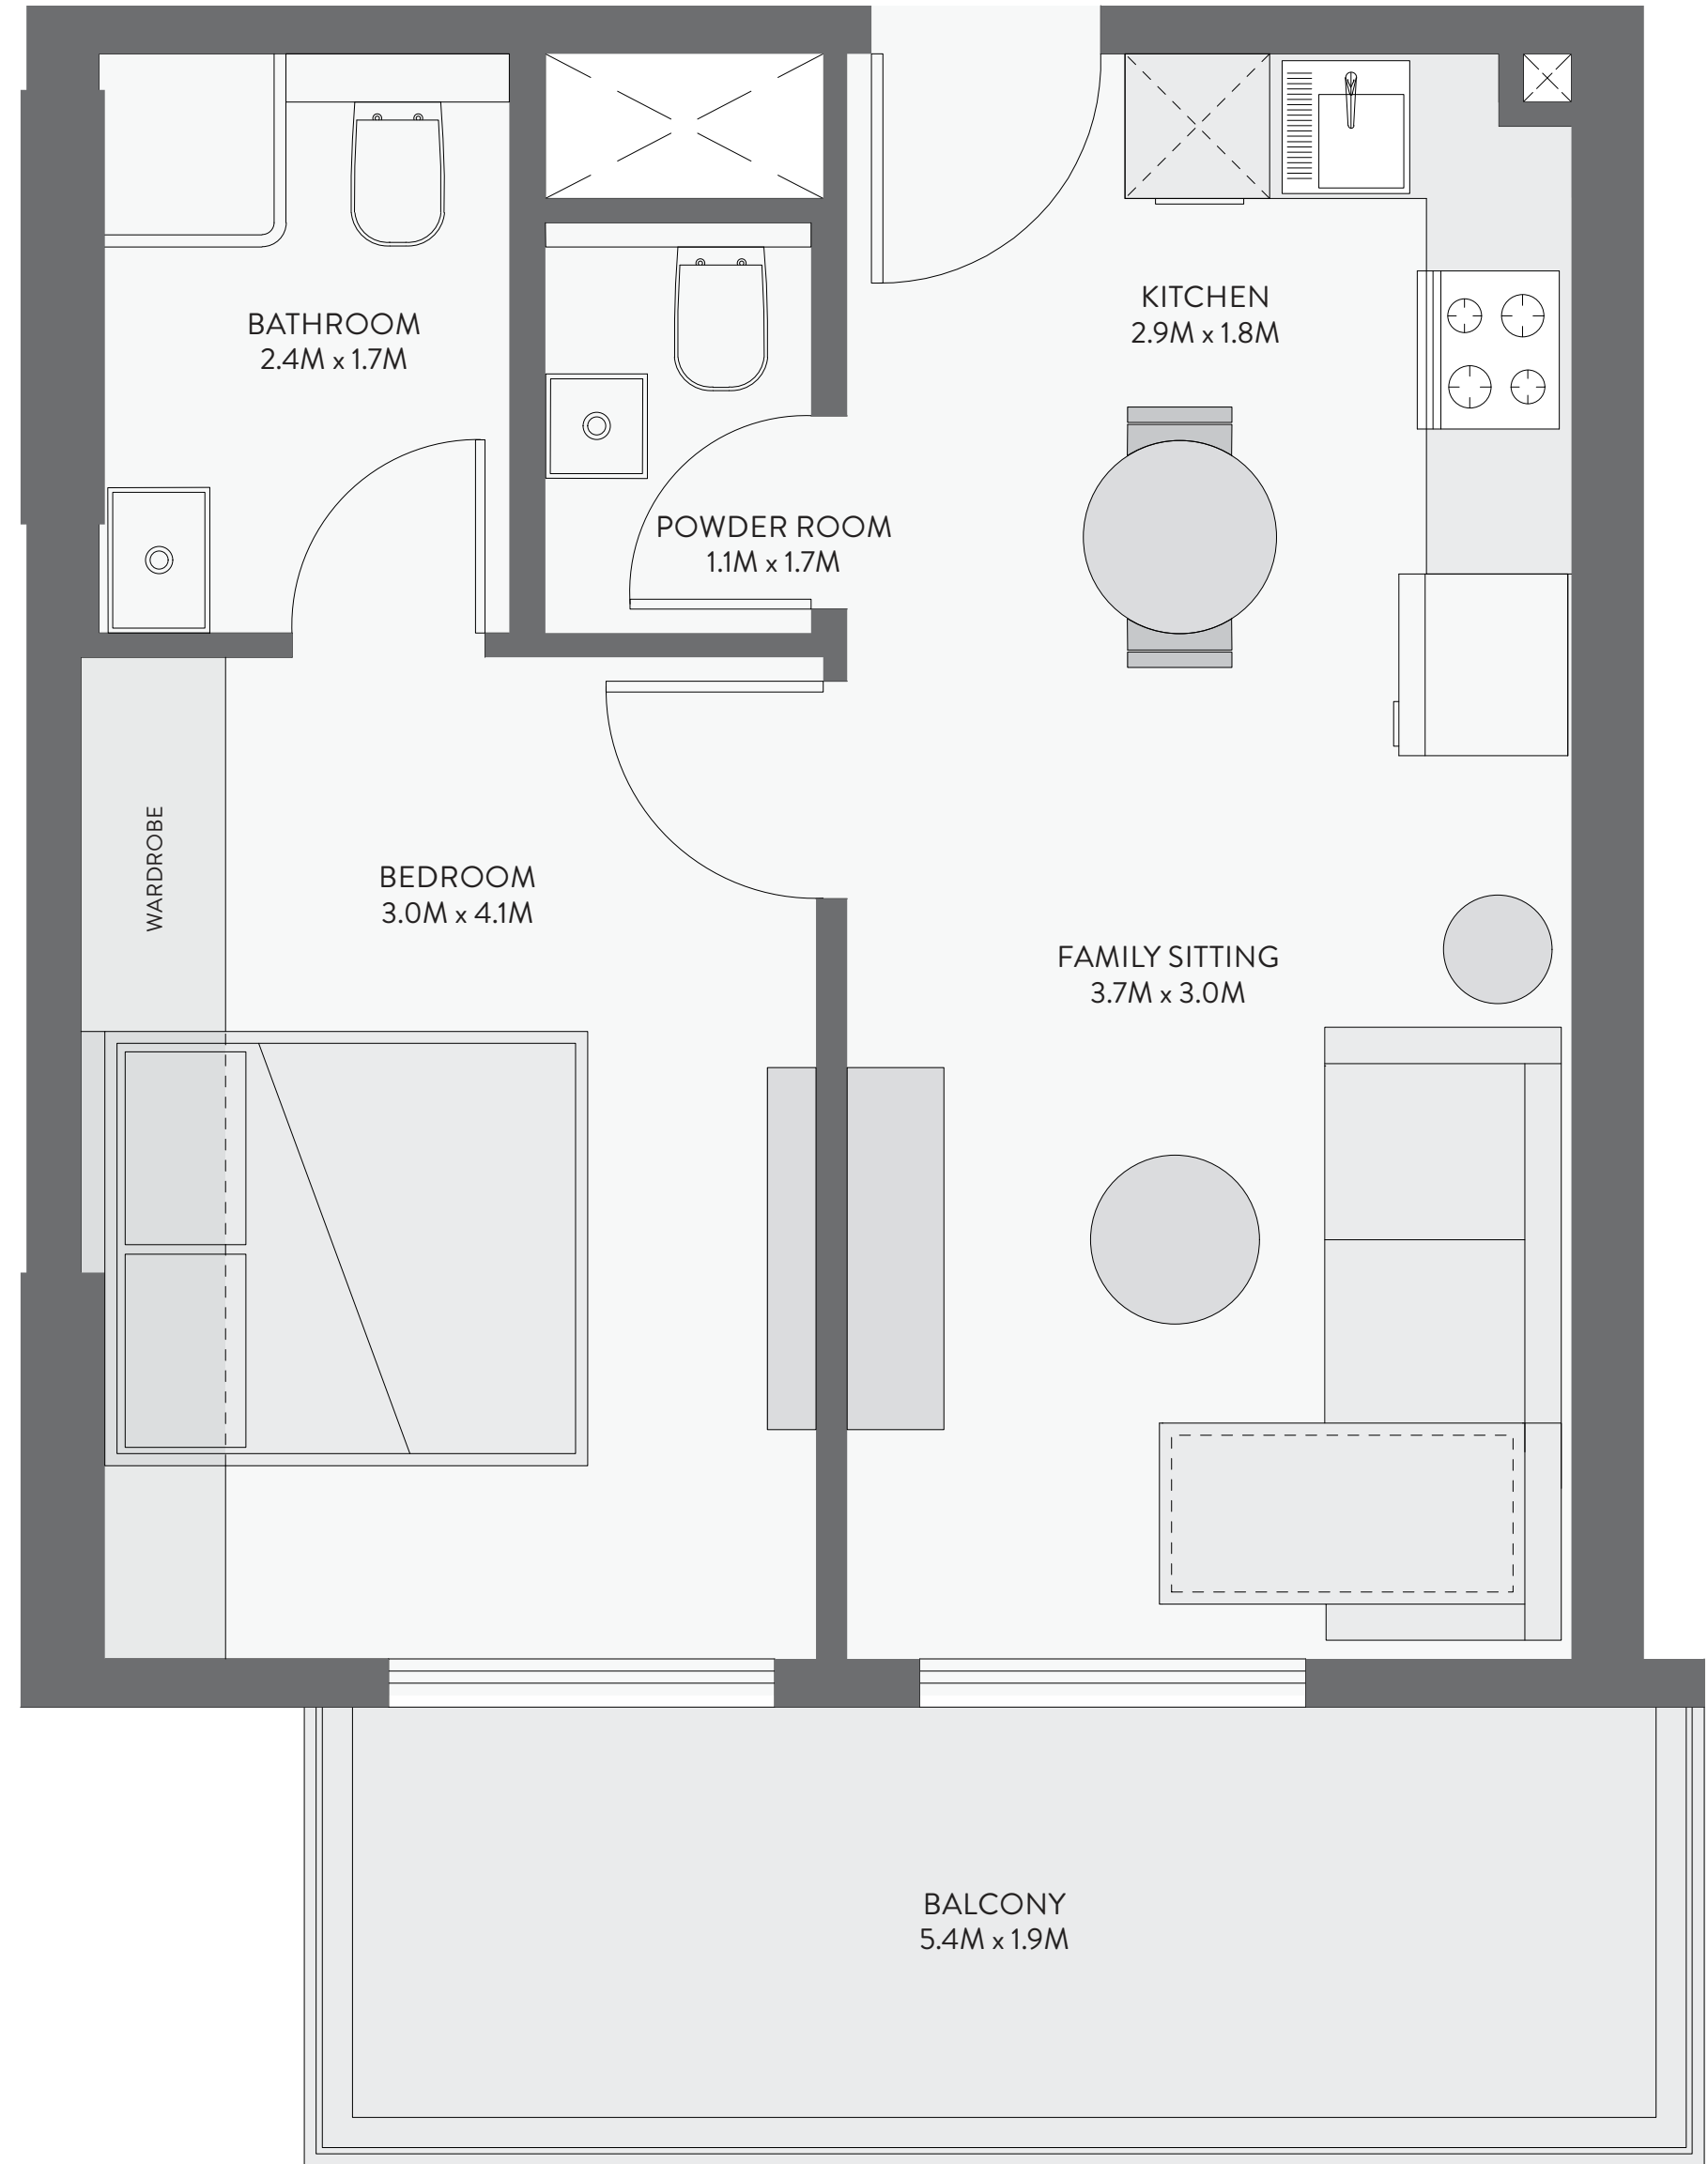 BATHROOM
2.4M x 1.7M
KITCHEN
2.9M x 1.8M
POWDER ROOM
1.1M x 1.7M
WARDROBE
BEDROOM
3.0M x 4.1M
FAMILY SITTING
3.7M x 3.0M
BALCONY
5.4M x 1.9M